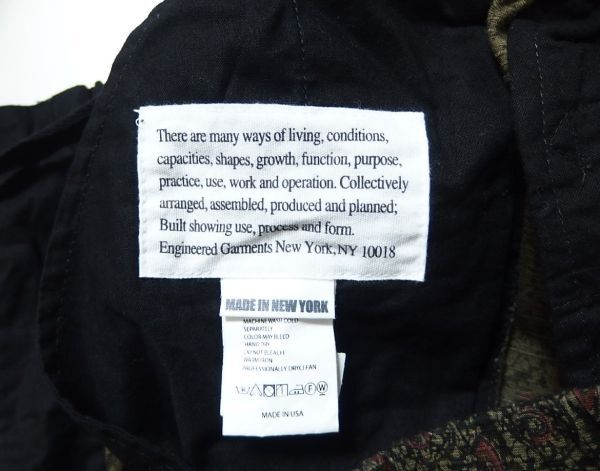 There are many ways of living, conditions,
capacities, shapes, growth, function, purpose,
practice, use, work and operation. Collectively
arranged, assembled, produced and planned;
Built showing use, process and form.
Engineered Garments New York, NY 10018
MADE IN NEW YORK
MACHINE WASH COLD
SEPARATELY
COLOR MAY BLEED
HANG DRY
DO NOT BLEACH
WARM IRON
PROFESSIONALLY DRYCLEAN
MADE IN USA